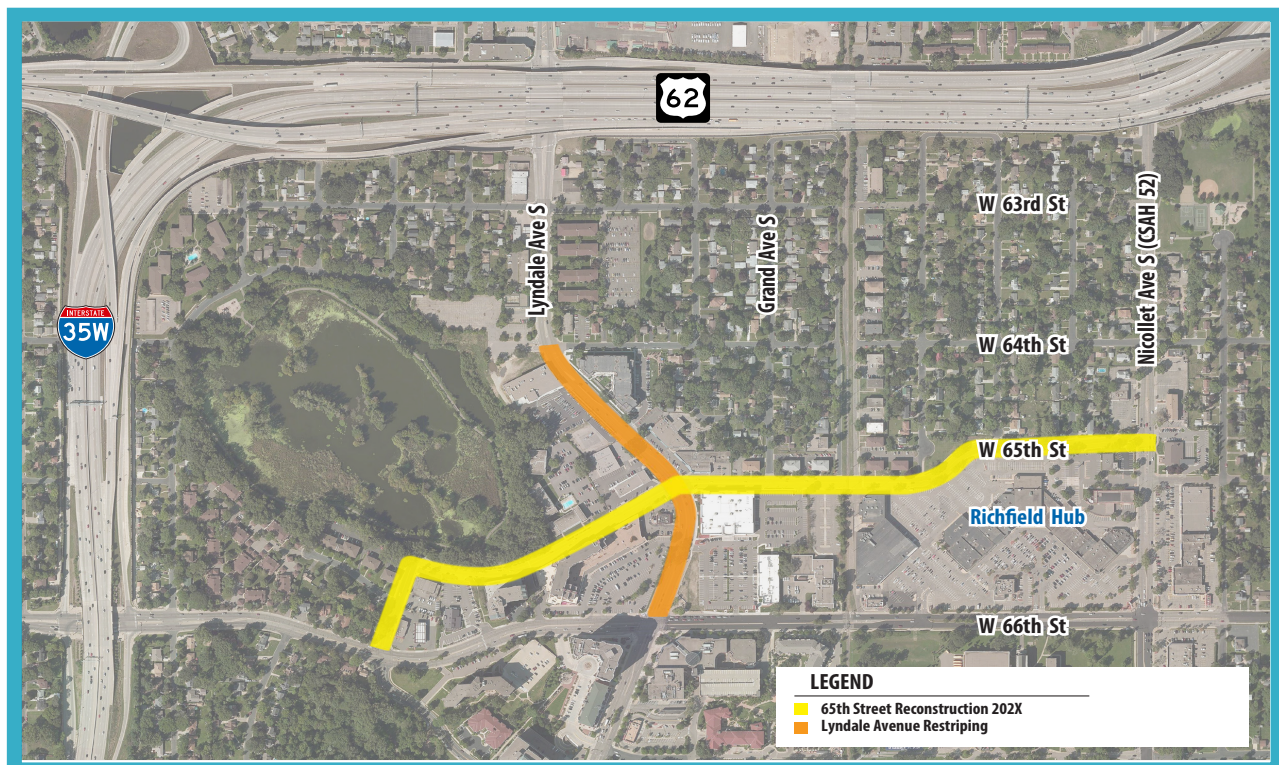 62
W 63rd St
Lyndale Ave S
Grand Ave S
Nicollet Ave S (CSAH 52)
INTERSTATE
35W
W 64th St
W 65th St
Richfield Hub
W 66th St
LEGEND
65th Street Reconstruction 202X
Lyndale Avenue Restriping